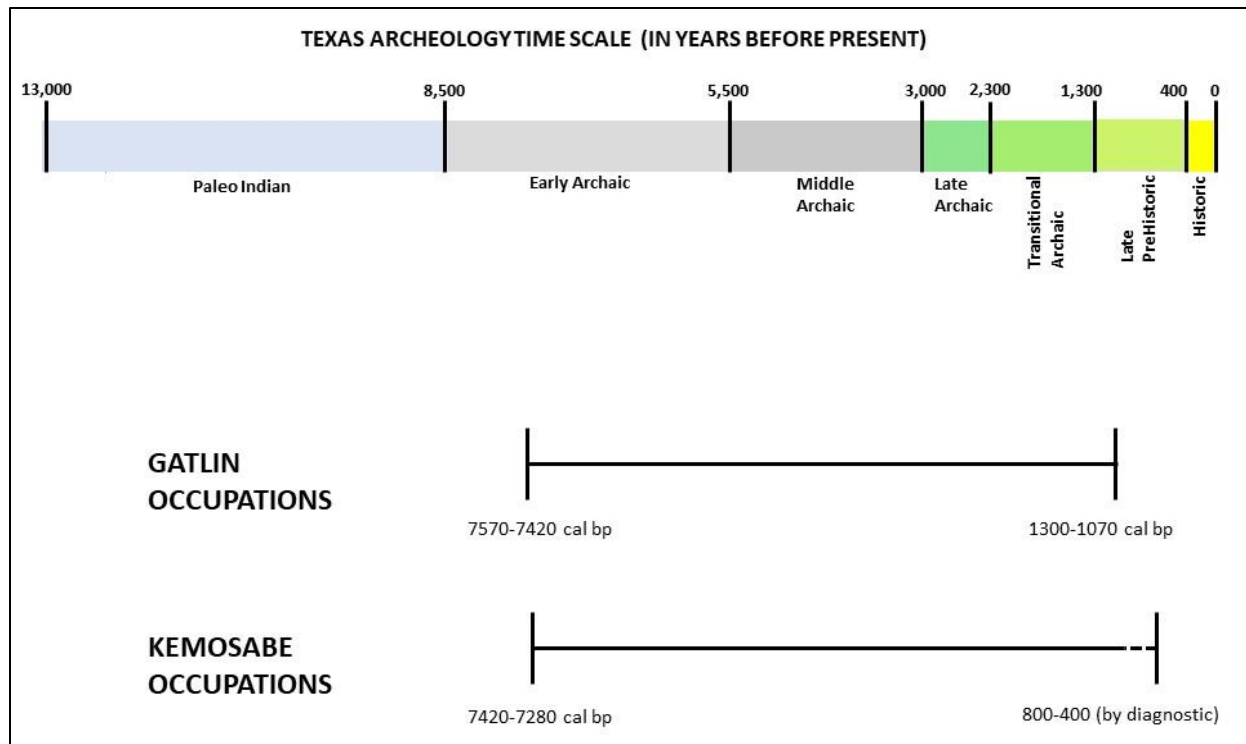 TEXAS ARCHEOLOGY TIME SCALE (IN YEARS BEFORE PRESENT)
13,000 8,500 5,500 3,000 2,300 1,300 400 0
Paleo Indian
Early Archaic
Middle
Archaic
Late
Archaic
Transitional
Archaic
Late
PreHistoric
Historic
GATLIN
OCCUPATIONS
7570-7420 cal bp
1300-1070 cal bp
KEMOSABE
OCCUPATIONS
7420-7280 cal bp
800-400 (by diagnostic)